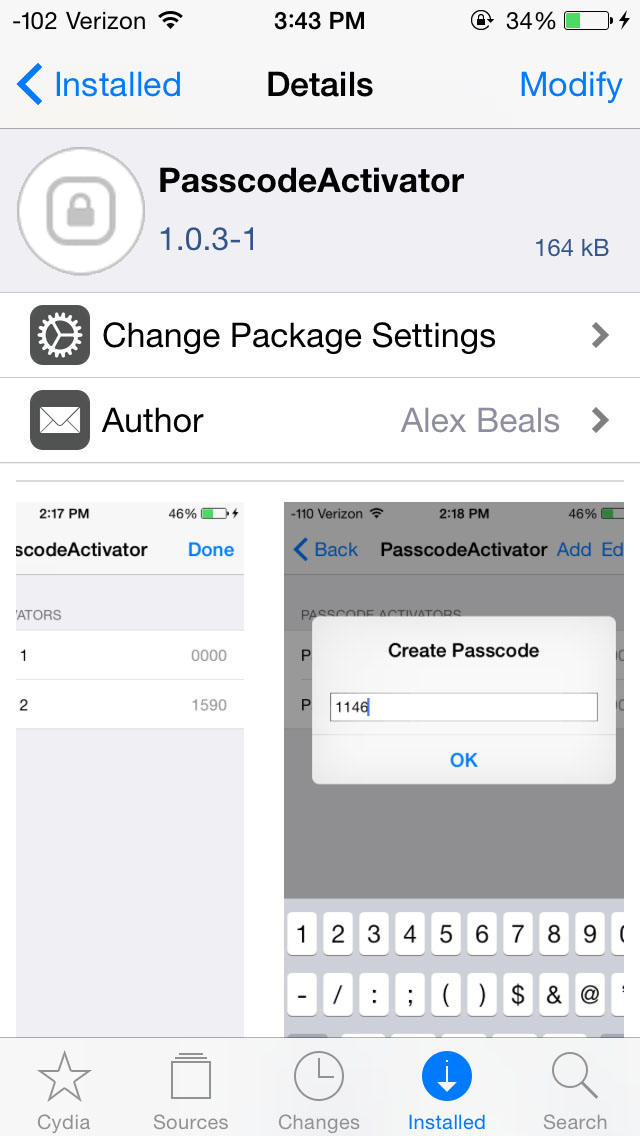 -102 Verizon 3:43 PM 34%
Installed Details Modify
PasscodeActivator
1.0.3-1 164 kB
Change Package Settings
Author Alex Beals
2:17 PM 46%
scodeActivator Done
ATORS
1 0000
2 1590
-110 Verizon 2:18 PM 46%
Back PasscodeActivator Add Ed
PASSCODE ACTIVATORS
P
P
Create Passcode
1146
OK
1 2 3 4 5 6 7 8 9 0
- / : ; ( ) $ & @
Cydia Sources Changes Installed Search